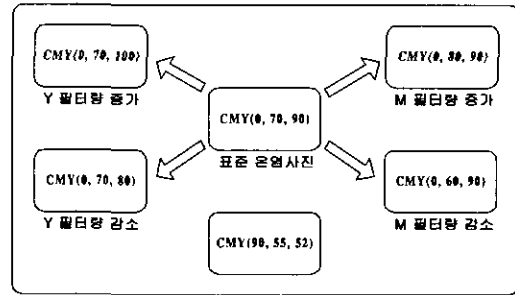 CMY(0, 70, 100)
Y 필터량 증가
CMY(0, 80, 90)
M 필터량 증가
CMY(0, 70, 90)
표준 은염사진
CMY(0, 70, 80)
Y 필터량 감소
CMY(0, 60, 90)
M 필터량 감소
CMY(90, 55, 52)